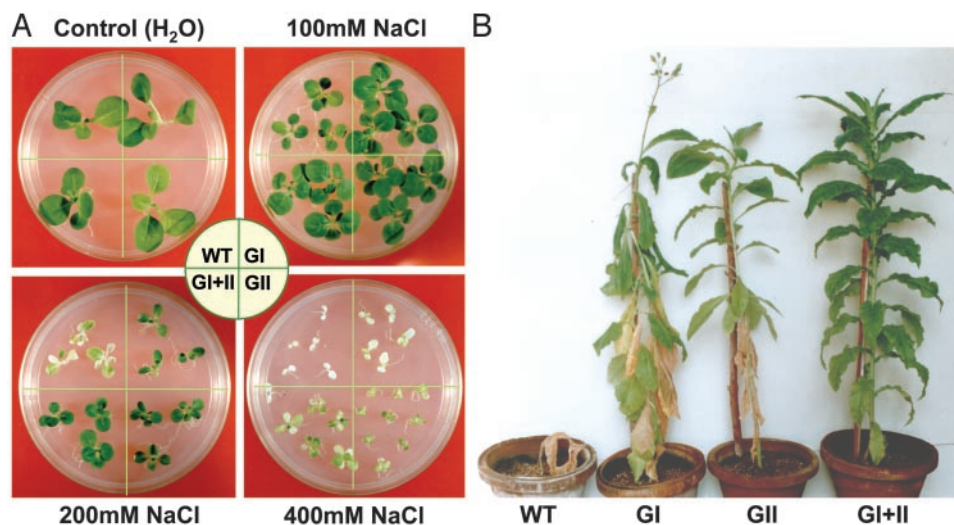 A
Control (H₂O)
100mM NaCl
B
WT GI
GI+II GII
200mM NaCl
400mM NaCl
WT
GI
GII
GI+II